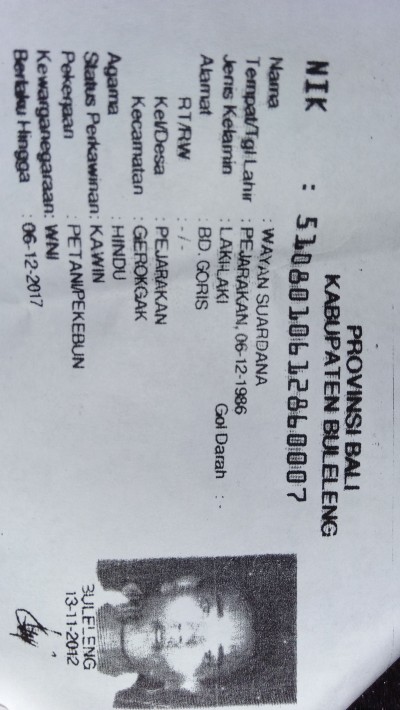 PROVINSI BALI
KABUPATEN BULELENG
NIK : 5108010612860007
Nama : WAYAN SUARDANA
Tempat/Tgl Lahir : PEJARAKAN, 06-12-1986
Jenis Kelamin : LAKI-LAKI Gol Darah : -
Alamat : BD. GORIS
RT/RW : -/-
Kel/Desa : PEJARAKAN
Kecamatan : GEROKGAK
Agama : HINDU
Status Perkawinan: KAWIN
Pekerjaan : PETANI/PEKEBUN
Kewarganegaraan: WNI
Berlaku Hingga : 06-12-2017
BULELENG
13-11-2012